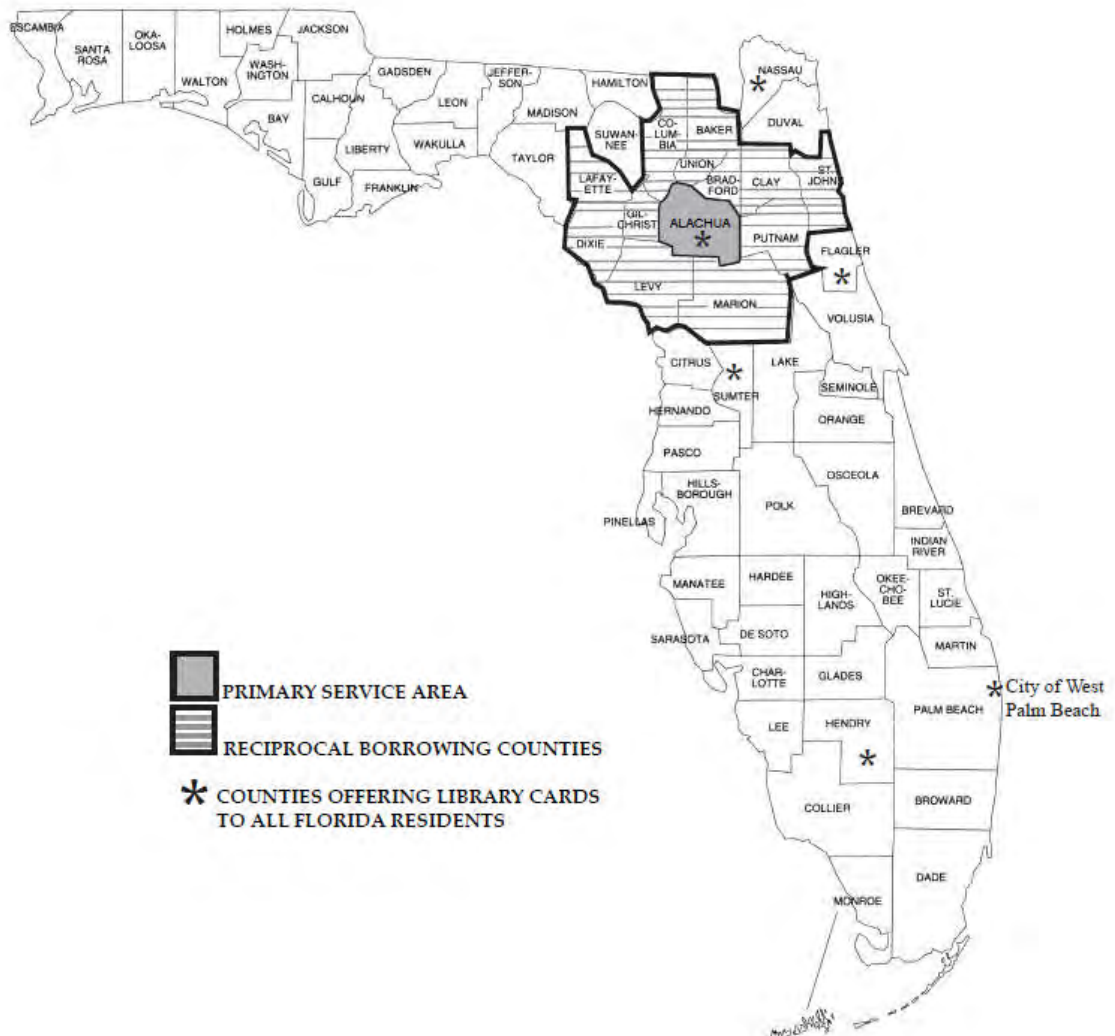 ESCAMBIA
SANTA
ROSA
OKA-
LOOSA
WALTON
HOLMES
WASH-
INGTON
BAY
JACKSON
CALHOUN
GULF
GADSDEN
LIBERTY
FRANKLIN
LEON
WAKULLA
JEFFER-
SON
MADISON
TAYLOR
HAMILTON
SUWAN-
NEE
LAFAY-
ETTE
DIXIE
CO-
LUM-
BIA
BAKER
NASSAU
*
DUVAL
UNION
BRAD-
FORD
CLAY
ST.
JOHN
GIL-
CHRIST
ALACHUA
*
PUTNAM
FLAGLER
*
LEVY
MARION
VOLUSIA
CITRUS
*
SUMTER
LAKE
SEMINOLE
HERNANDO
ORANGE
PASCO
OSCEOLA
HILLS-
BOROUGH
POLK
PINELLAS
BREVARD
INDIAN
RIVER
MANATEE
HARDEE
HIGH-
LANDS
OKEE-
CHO-
BEE
ST.
LUCIE
SARASOTA
DE SOTO
MARTIN
CHAR-
LOTTE
GLADES
PALM BEACH
* City of West
Palm Beach
LEE
HENDRY
*
COLLIER
BROWARD
DADE
MONROE
PRIMARY SERVICE AREA
RECIPROCAL BORROWING COUNTIES
* COUNTIES OFFERING LIBRARY CARDS
TO ALL FLORIDA RESIDENTS